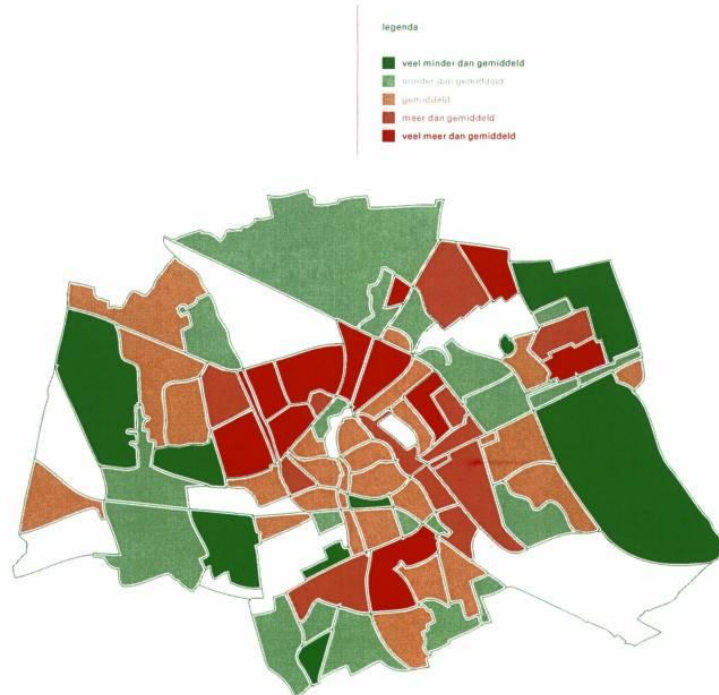 legenda
veel minder dan gemiddeld
minder dan gemiddeld
gemiddeld
meer dan gemiddeld
veel meer dan gemiddeld